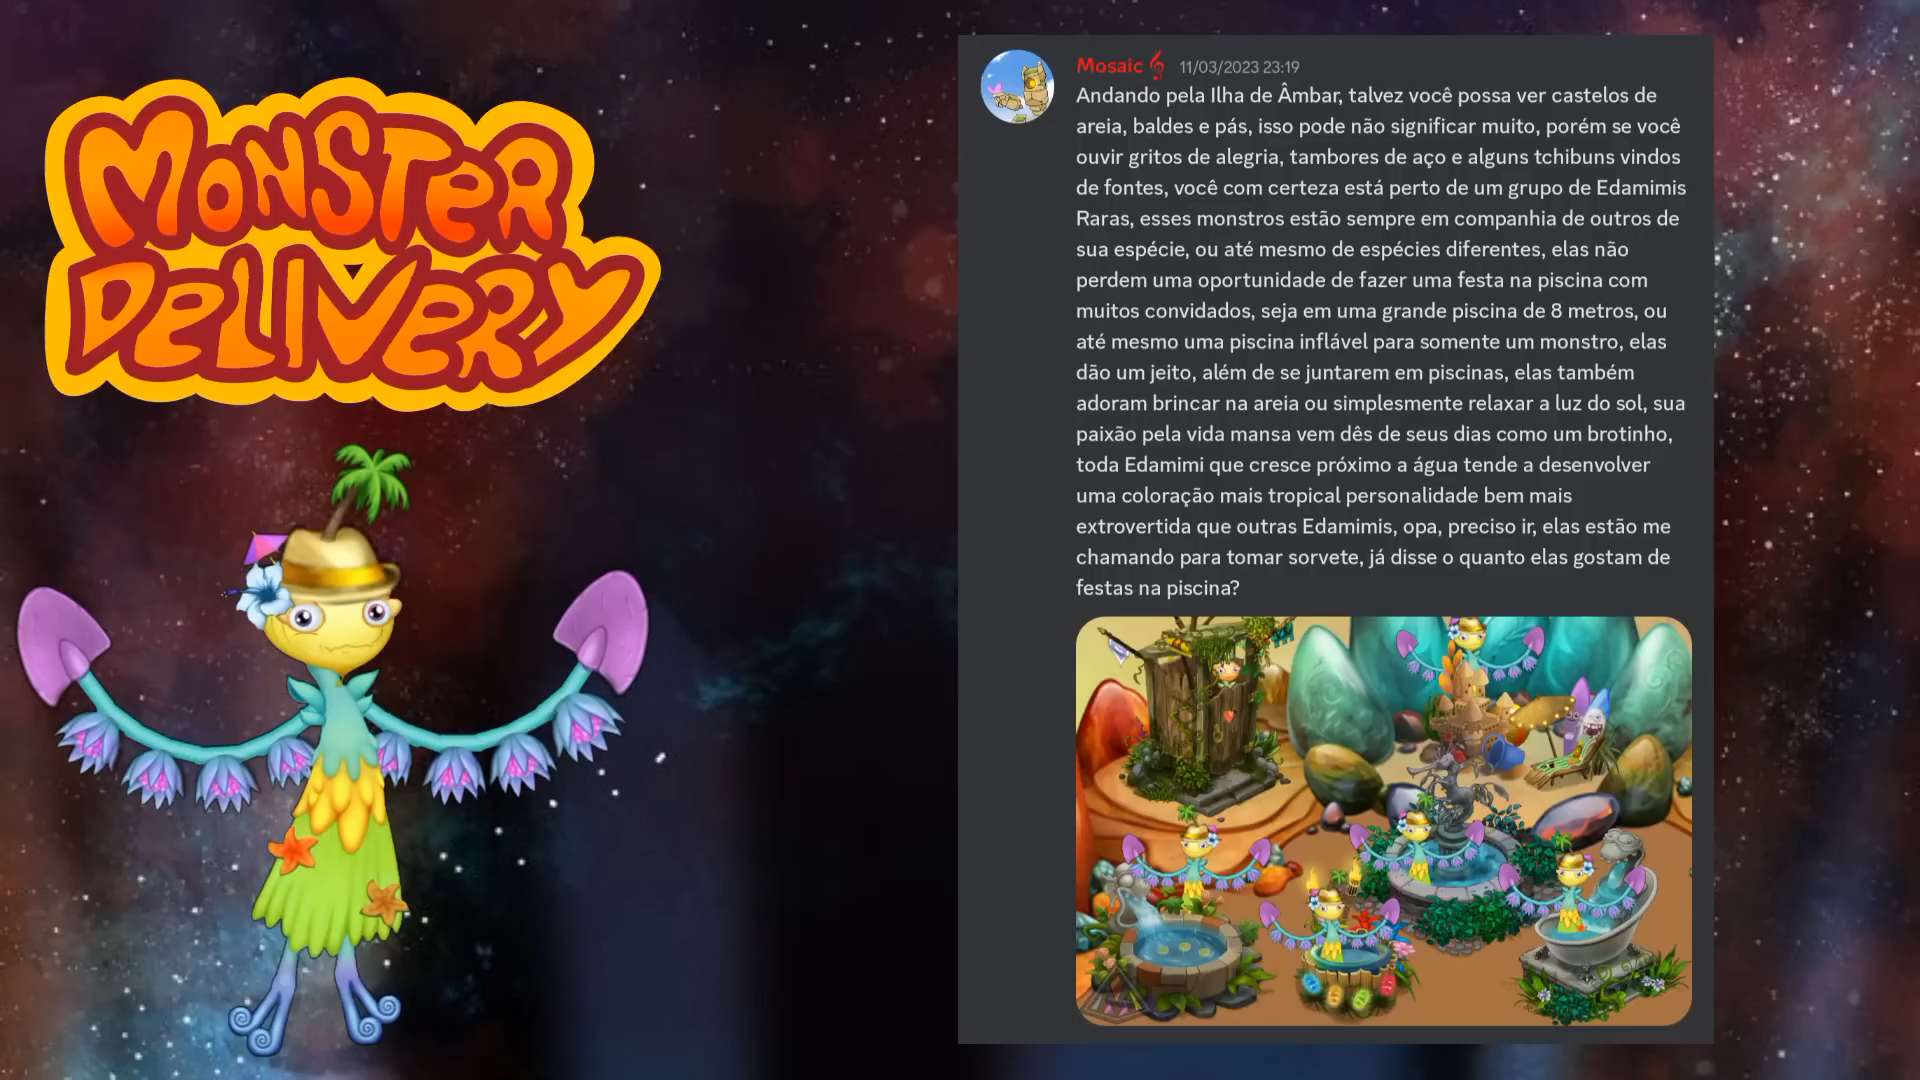 MONSTER
DELIVERY
Mosaic 11/03/2023 23:19
Andando pela Ilha de Âmbar, talvez você possa ver castelos de
areia, baldes e pás, isso pode não significar muito, porém se você
ouvir gritos de alegria, tambores de aço e alguns tchibuns vindos
de fontes, você com certeza está perto de um grupo de Edamimis
Raras, esses monstros estão sempre em companhia de outros de
sua espécie, ou até mesmo de espécies diferentes, elas não
perdem uma oportunidade de fazer uma festa na piscina com
muitos convidados, seja em uma grande piscina de 8 metros, ou
até mesmo uma piscina inflável para somente um monstro, elas
dão um jeito, além de se juntarem em piscinas, elas também
adoram brincar na areia ou simplesmente relaxar a luz do sol, sua
paixão pela vida mansa vem dês de seus dias como um brotinho,
toda Edamimi que cresce próximo a água tende a desenvolver
uma coloração mais tropical personalidade bem mais
extrovertida que outras Edamimis, opa, preciso ir, elas estão me
chamando para tomar sorvete, já disse o quanto elas gostam de
festas na piscina?